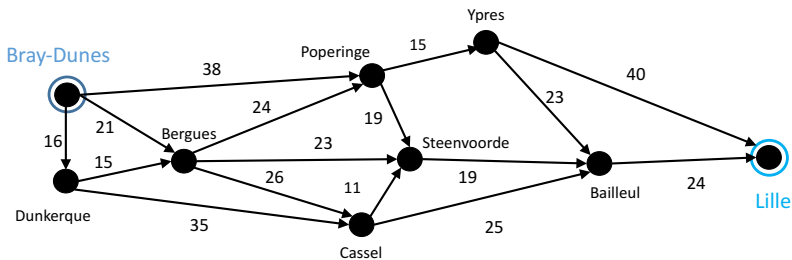 Ypres
Poperinge
15
Bray-Dunes
38
40
24
23
19
16
21
Bergues
Steenvoorde
23
15
26
11
19
24
Bailleul
Lille
Dunkerque
35
25
Cassel